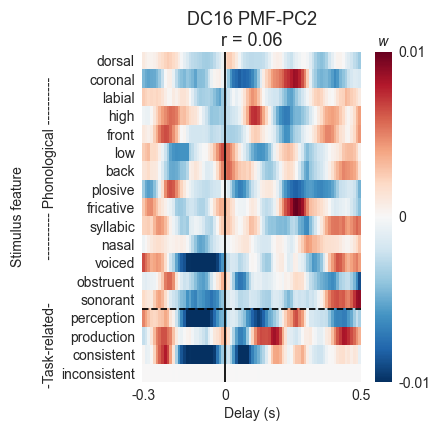 DC16 PMF-PC2
r = 0.06
w
dorsal
coronal
labial
high
front
low
back
plosive
fricative
syllabic
nasal
voiced
obstruent
sonorant
perception
production
consistent
inconsistent
Stimulus feature
------- Phonological ----------
-Task-related-
0.01
0
-0.01
-0.3
0
0.5
Delay (s)